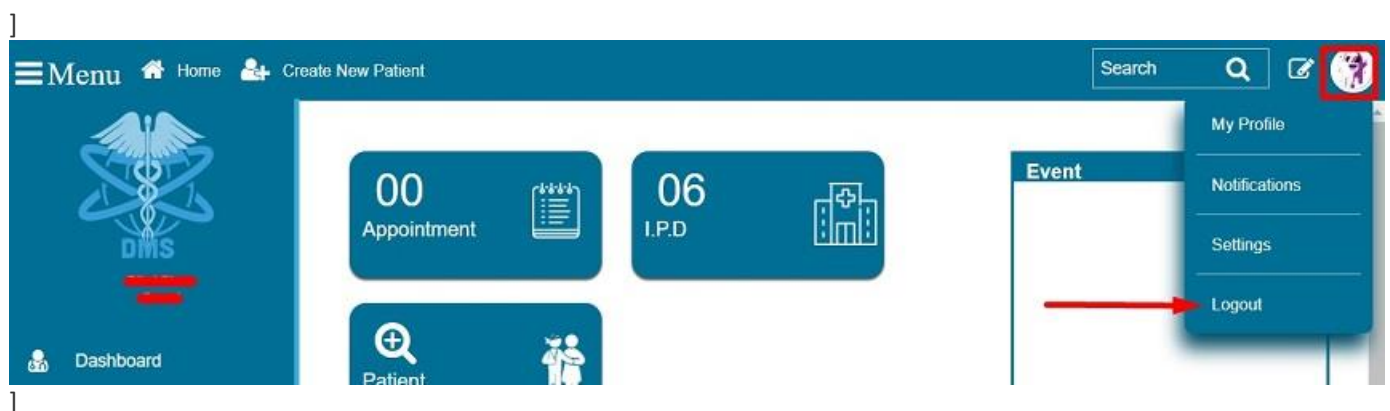 ]
Menu Home Create New Patient Search
My Profile
Notifications
Settings
Logout
DMS
Dashboard
00
Appointment
06
I.P.D
Patient
Event
]